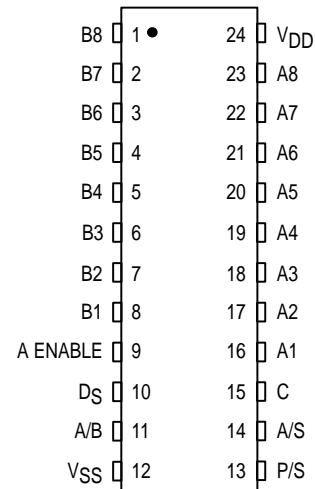 B8 1 24 VDD
B7 2 23 A8
B6 3 22 A7
B5 4 21 A6
B4 5 20 A5
B3 6 19 A4
B2 7 18 A3
B1 8 17 A2
A ENABLE 9 16 A1
DS 10 15 C
A/B 11 14 A/S
VSS 12 13 P/S